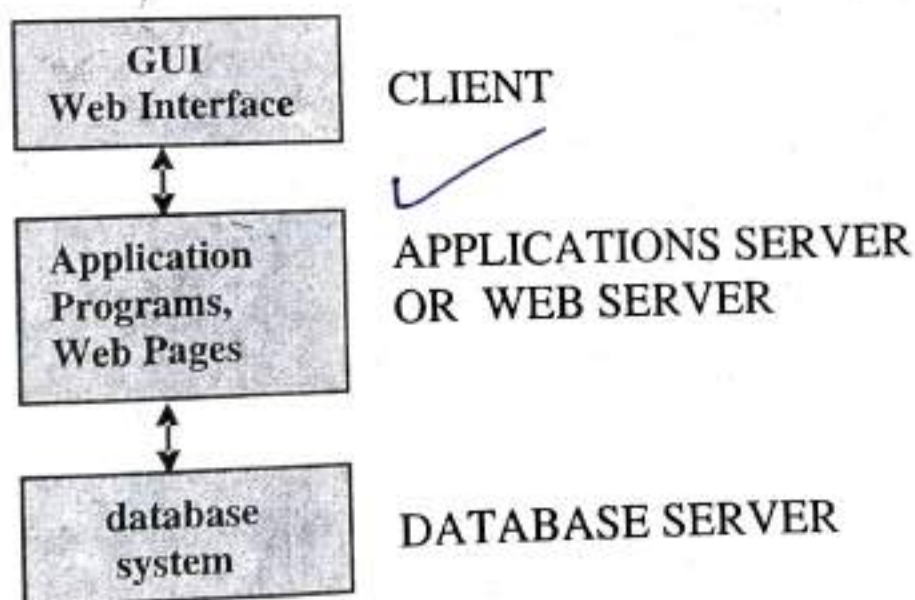 GUI
Web Interface
CLIENT
Application
Programs,
Web Pages
APPLICATIONS SERVER
OR WEB SERVER
database
system
DATABASE SERVER